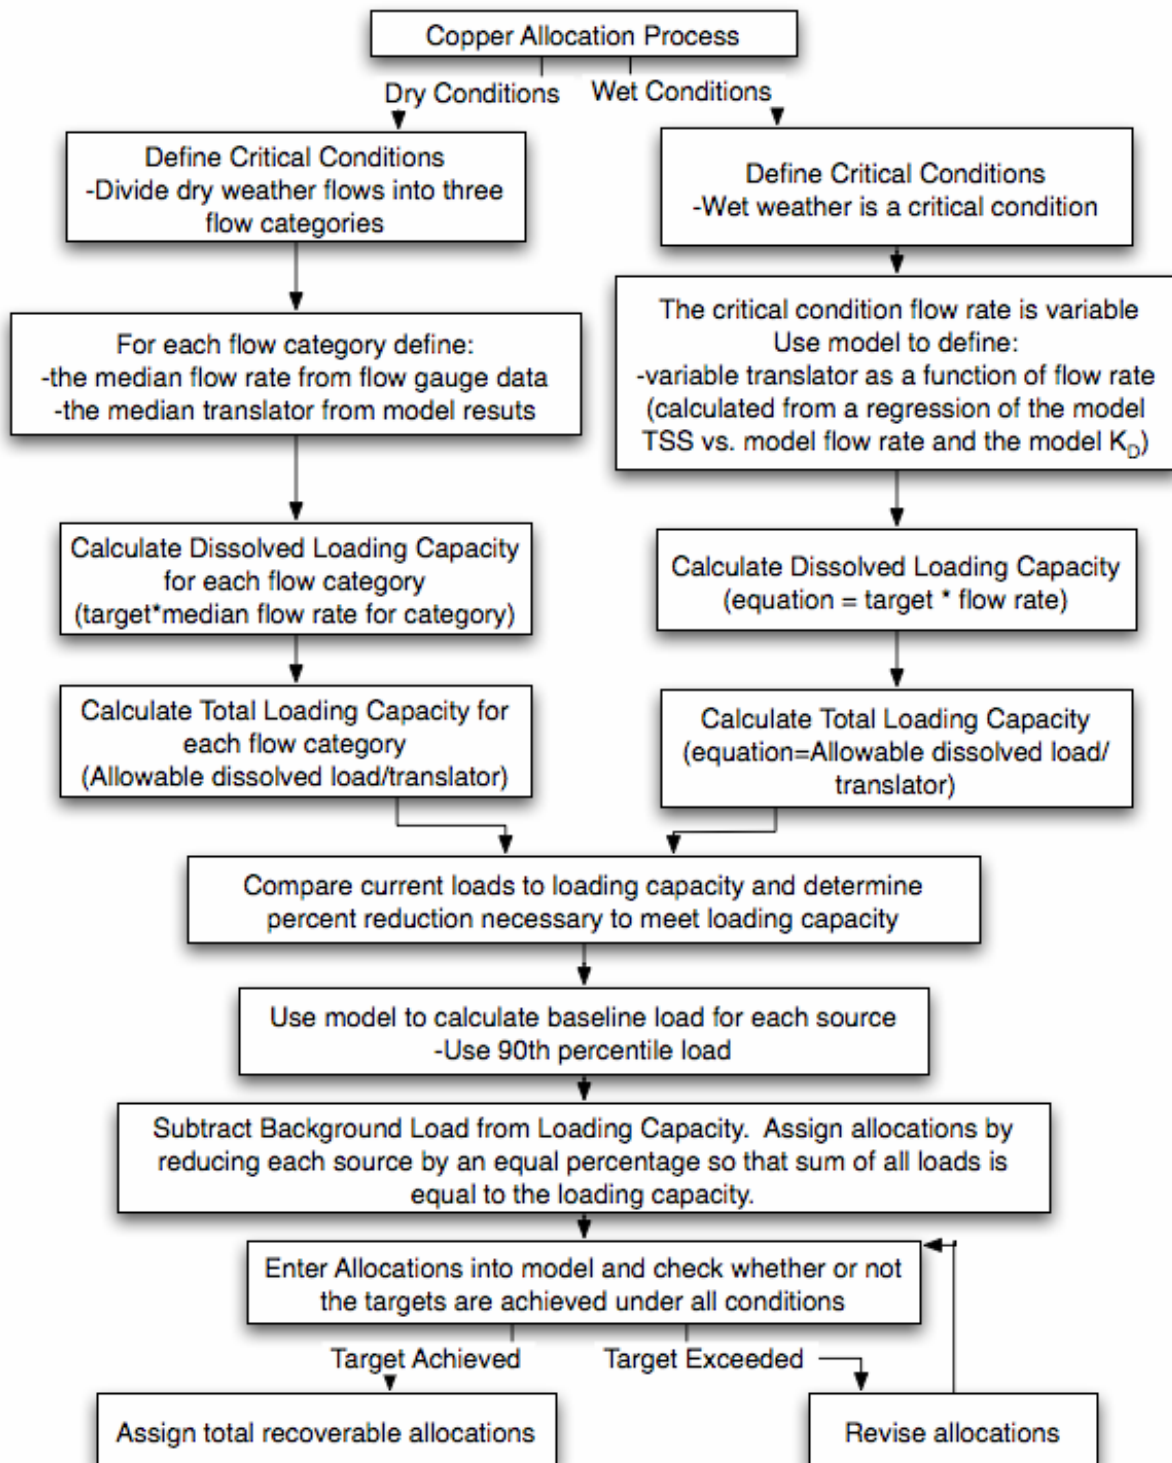 Copper Allocation Process
Dry Conditions
Wet Conditions
Define Critical Conditions
-Divide dry weather flows into three
flow categories
Define Critical Conditions
-Wet weather is a critical condition
For each flow category define:
-the median flow rate from flow gauge data
-the median translator from model resuts
The critical condition flow rate is variable
Use model to define:
-variable translator as a function of flow rate
(calculated from a regression of the model
TSS vs. model flow rate and the model K_D)
Calculate Dissolved Loading Capacity
for each flow category
(target*median flow rate for category)
Calculate Dissolved Loading Capacity
(equation = target * flow rate)
Calculate Total Loading Capacity for
each flow category
(Allowable dissolved load/translator)
Calculate Total Loading Capacity
(equation=Allowable dissolved load/
translator)
Compare current loads to loading capacity and determine
percent reduction necessary to meet loading capacity
Use model to calculate baseline load for each source
-Use 90th percentile load
Subtract Background Load from Loading Capacity.  Assign allocations by
reducing each source by an equal percentage so that sum of all loads is
equal to the loading capacity.
Enter Allocations into model and check whether or not
the targets are achieved under all conditions
Target Achieved
Target Exceeded
Assign total recoverable allocations
Revise allocations